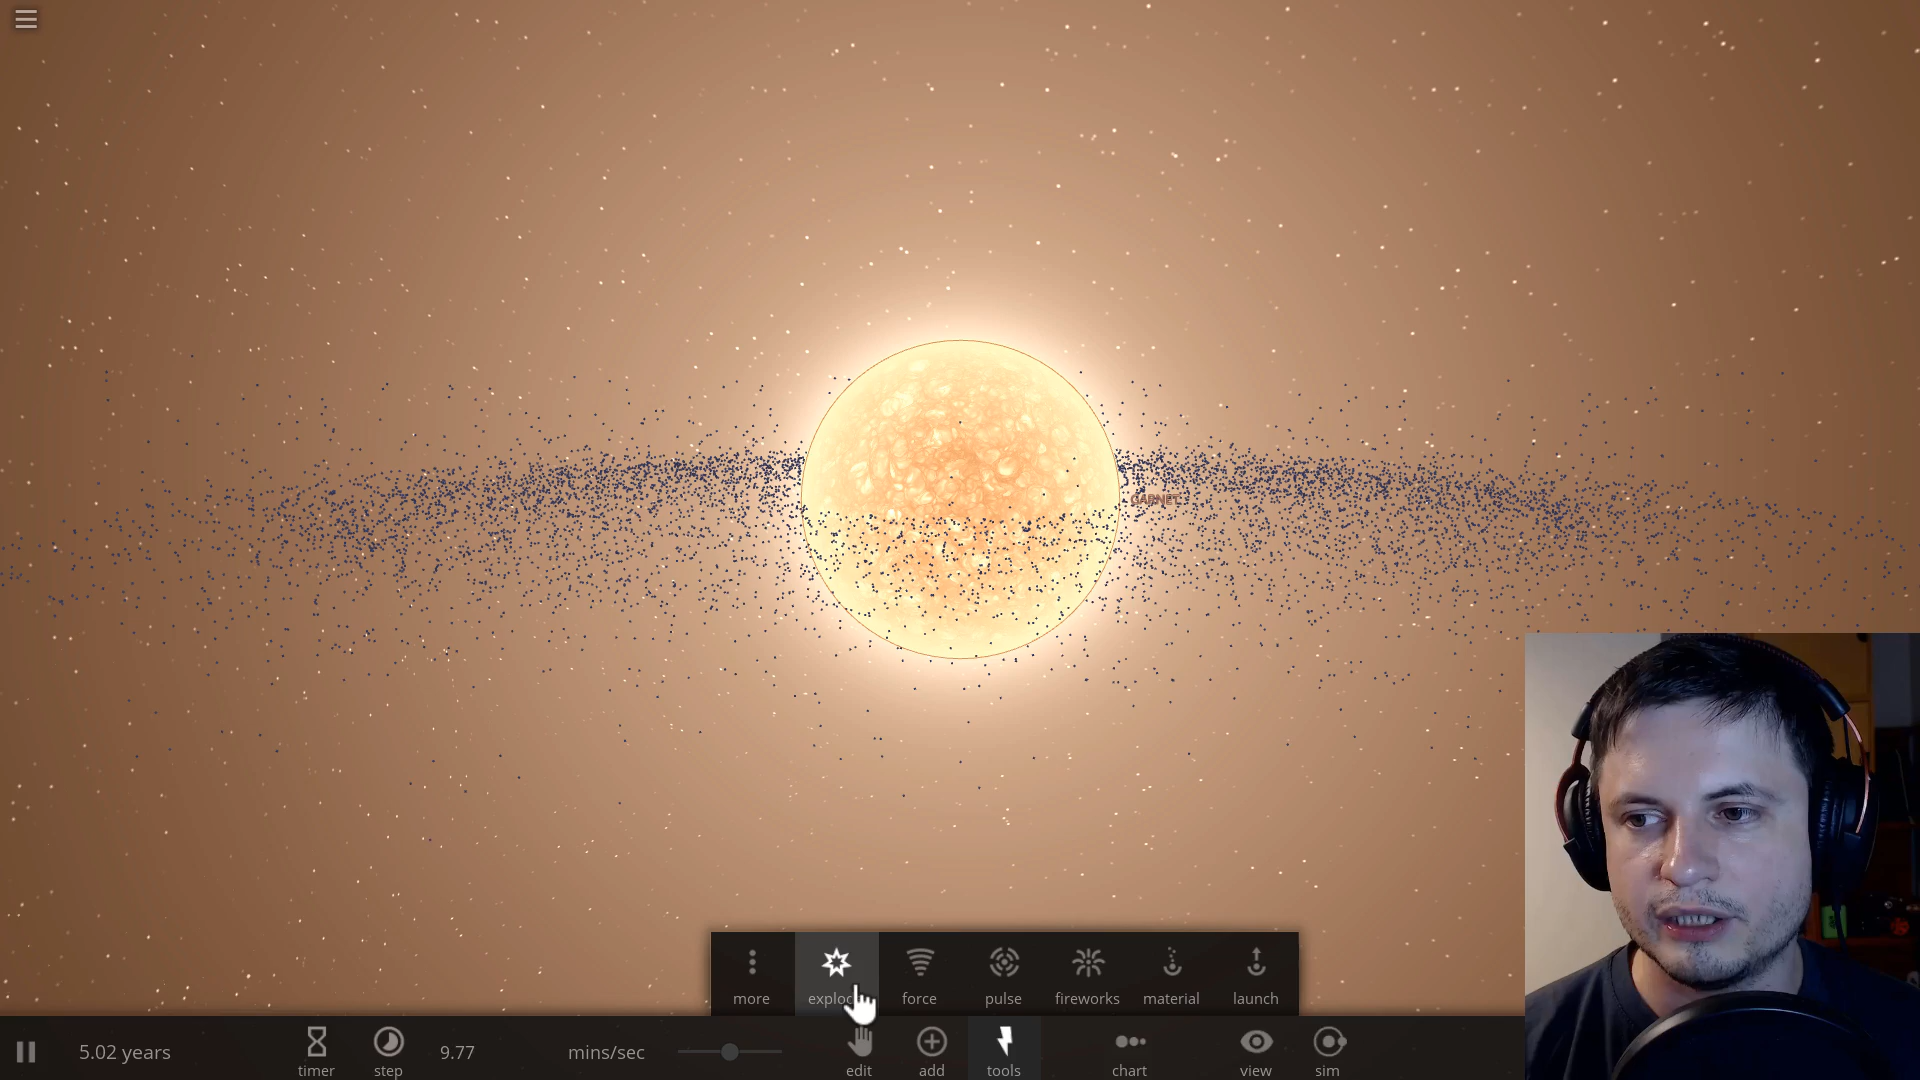 GARNET
more
force
pulse
fireworks
material
launch
5.02 years
timer
step
9.77
mins/sec
edit
add
tools
chart
view
sim